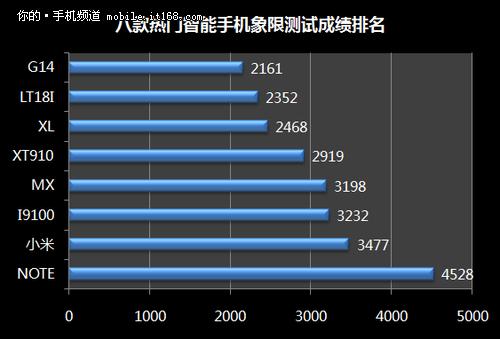 你的·手机频道 mobile.it168.com
八款热门智能手机象限测试成绩排名
G14 2161
LT18I 2352
XL 2468
XT910 2919
MX 3198
I9100 3232
小米 3477
NOTE 4528
0 1000 2000 3000 4000 5000